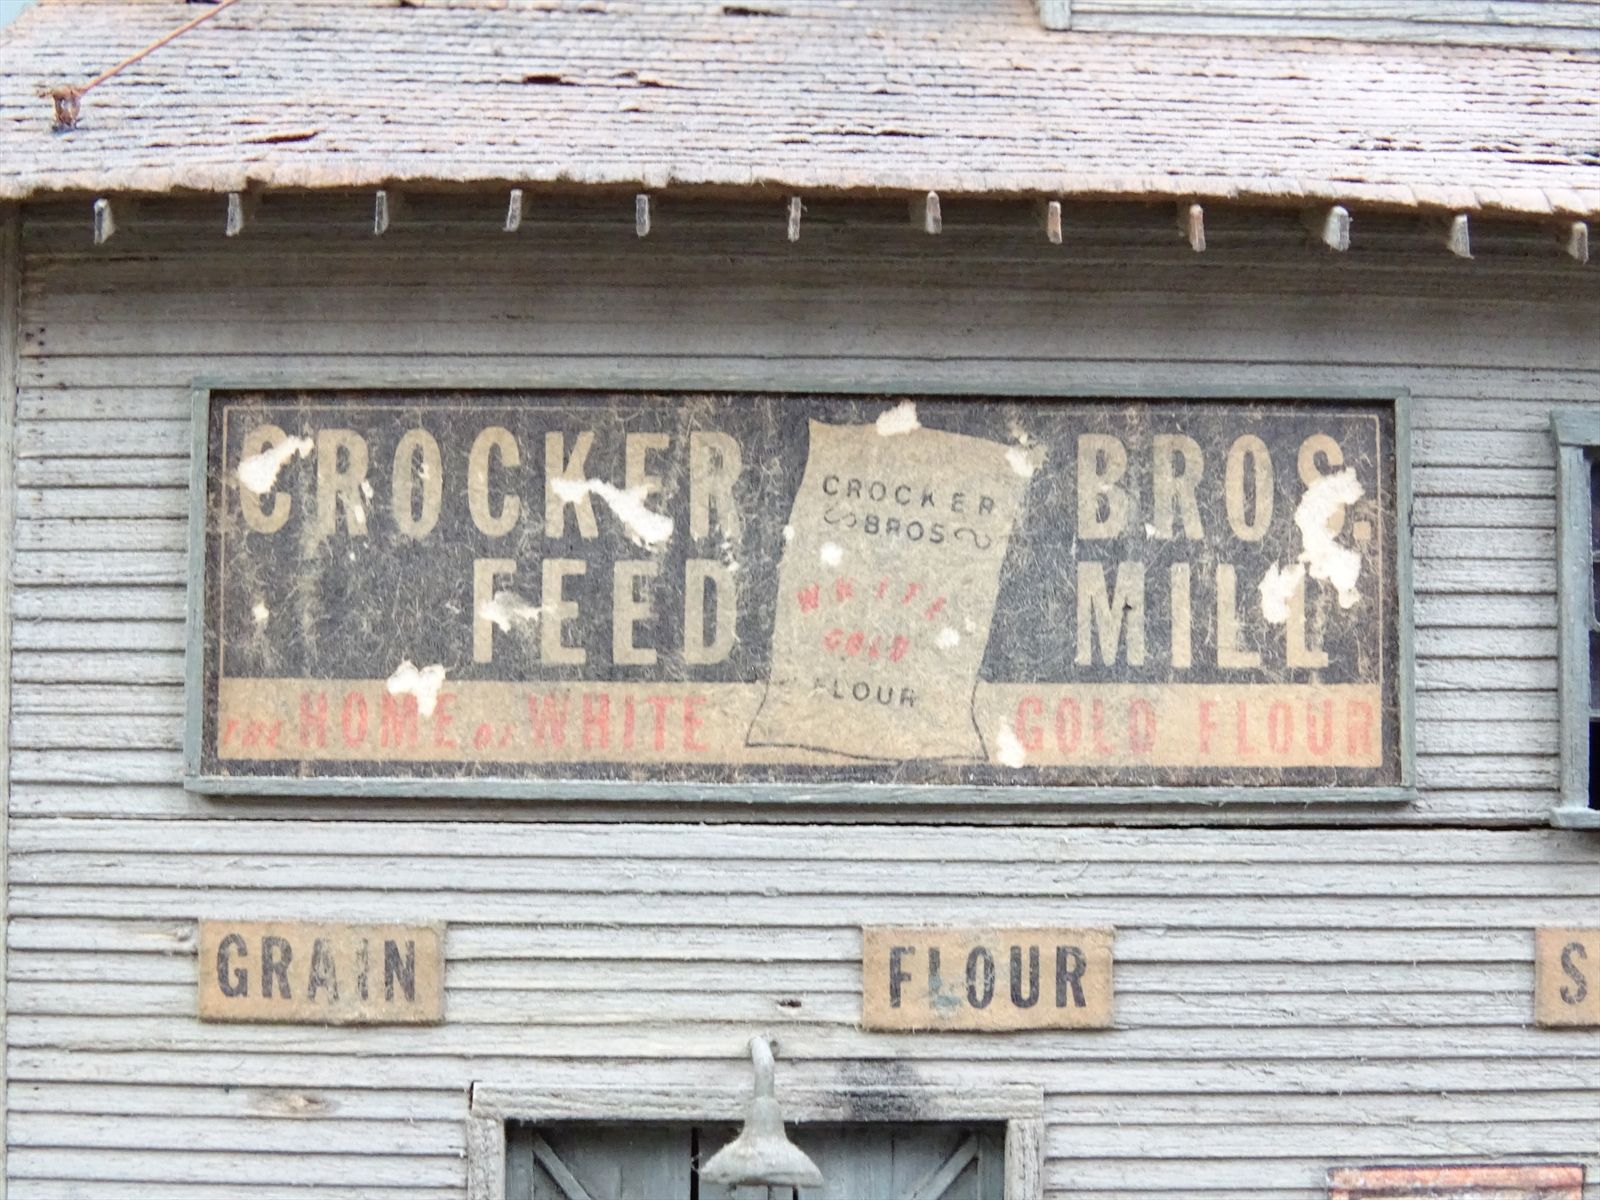 CROCKER BROS.
FEED MILL
THE HOME OF WHITE GOLD FLOUR
CROCKER
BROS
WHITE
GOLD
FLOUR
GRAIN
FLOUR
S